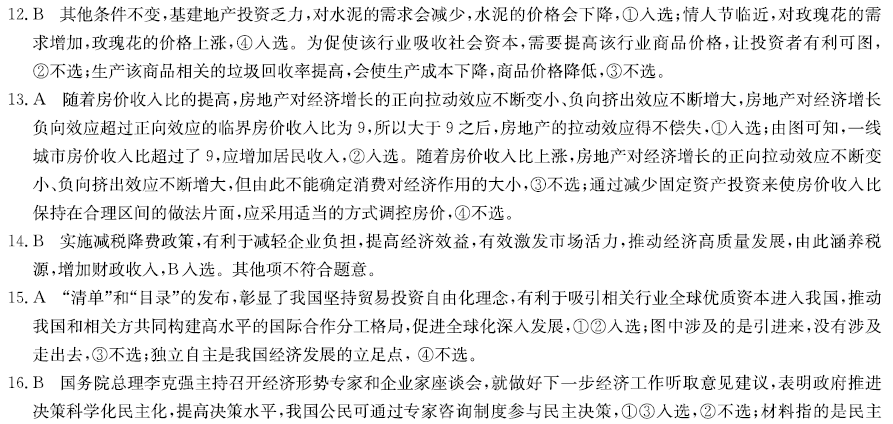 12. B　其他条件不变,基建地产投资乏力,对水泥的需求会减少,水泥的价格会下降,①入选;情人节临近,对玫瑰花的需
求增加,玫瑰花的价格上涨,④入选。为促使该行业吸收社会资本,需要提高该行业商品价格,让投资者有利可图,
②不选;生产该商品相关的垃圾回收率提高,会使生产成本下降,商品价格降低,③不选。
13. A　随着房价收入比的提高,房地产对经济增长的正向拉动效应不断变小、负向挤出效应不断增大,房地产对经济增长
负向效应超过正向效应的临界房价收入比为9,所以大于9之后,房地产的拉动效应得不偿失,①入选;由图可知,一线
城市房价收入比超过了9,应增加居民收入,②入选。随着房价收入比上涨,房地产对经济增长的正向拉动效应不断变
小、负向挤出效应不断增大,但由此不能确定消费对经济作用的大小,③不选;通过减少固定资产投资来使房价收入比
保持在合理区间的做法片面,应采用适当的方式调控房价,④不选。
14. B　实施减税降费政策,有利于减轻企业负担,提高经济效益,有效激发市场活力,推动经济高质量发展,由此涵养税
源,增加财政收入,B入选。其他项不符合题意。
15. A　“清单”和“目录”的发布,彰显了我国坚持贸易投资自由化理念,有利于吸引相关行业全球优质资本进入我国,推动
我国和相关方共同构建高水平的国际合作分工格局,促进全球化深入发展,①②入选;图中涉及的是引进来,没有涉及
走出去,③不选;独立自主是我国经济发展的立足点, ④不选。
16. B　国务院总理李克强主持召开经济形势专家和企业家座谈会,就做好下一步经济工作听取意见建议,表明政府推进
决策科学化民主化,提高决策水平,我国公民可通过专家咨询制度参与民主决策,①③入选,②不选;材料指的是民主